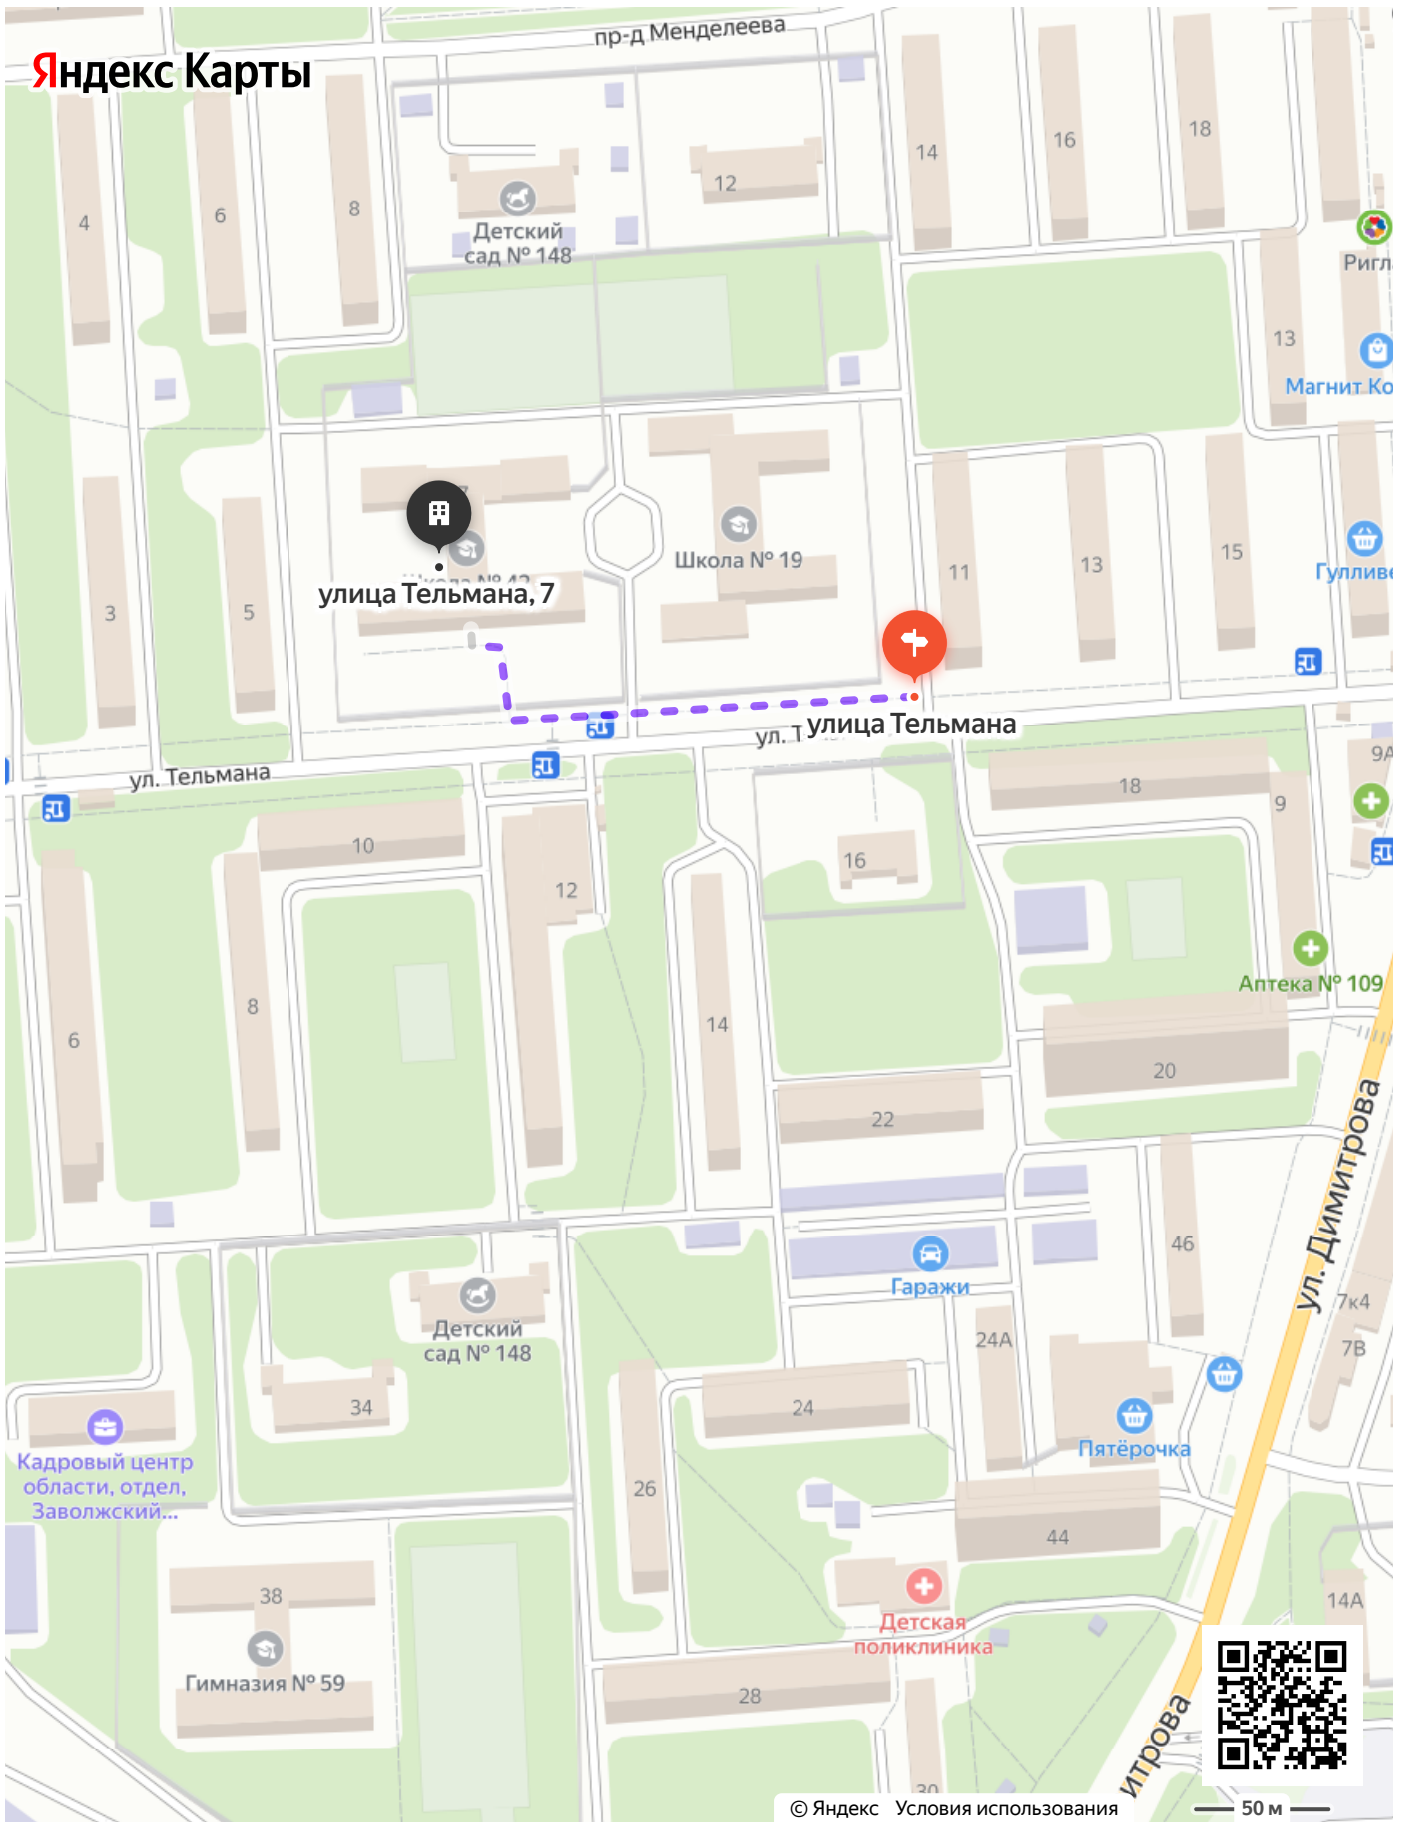 пр-д Менделеева
Яндекс Карты
4
6
8
Детский
сад № 148
12
14
16
18
13
Ригл
Магнит Ко
3
5
улица Тельмана, 7
Школа № 19
11
13
15
Гулливе
улица Тельмана
ул. Т
ул. Тельмана
10
12
16
18
9
9А
6
8
14
20
22
Аптека № 109
ул. Димитрова
46
Гаражи
24А
7к4
7В
Детский
сад № 148
34
24
26
Пятёрочка
44
Кадровый центр
области, отдел,
Заволжский...
38
Гимназия № 59
Детская
поликлиника
14А
28
30
итрова
© Яндекс Условия использования
50 м